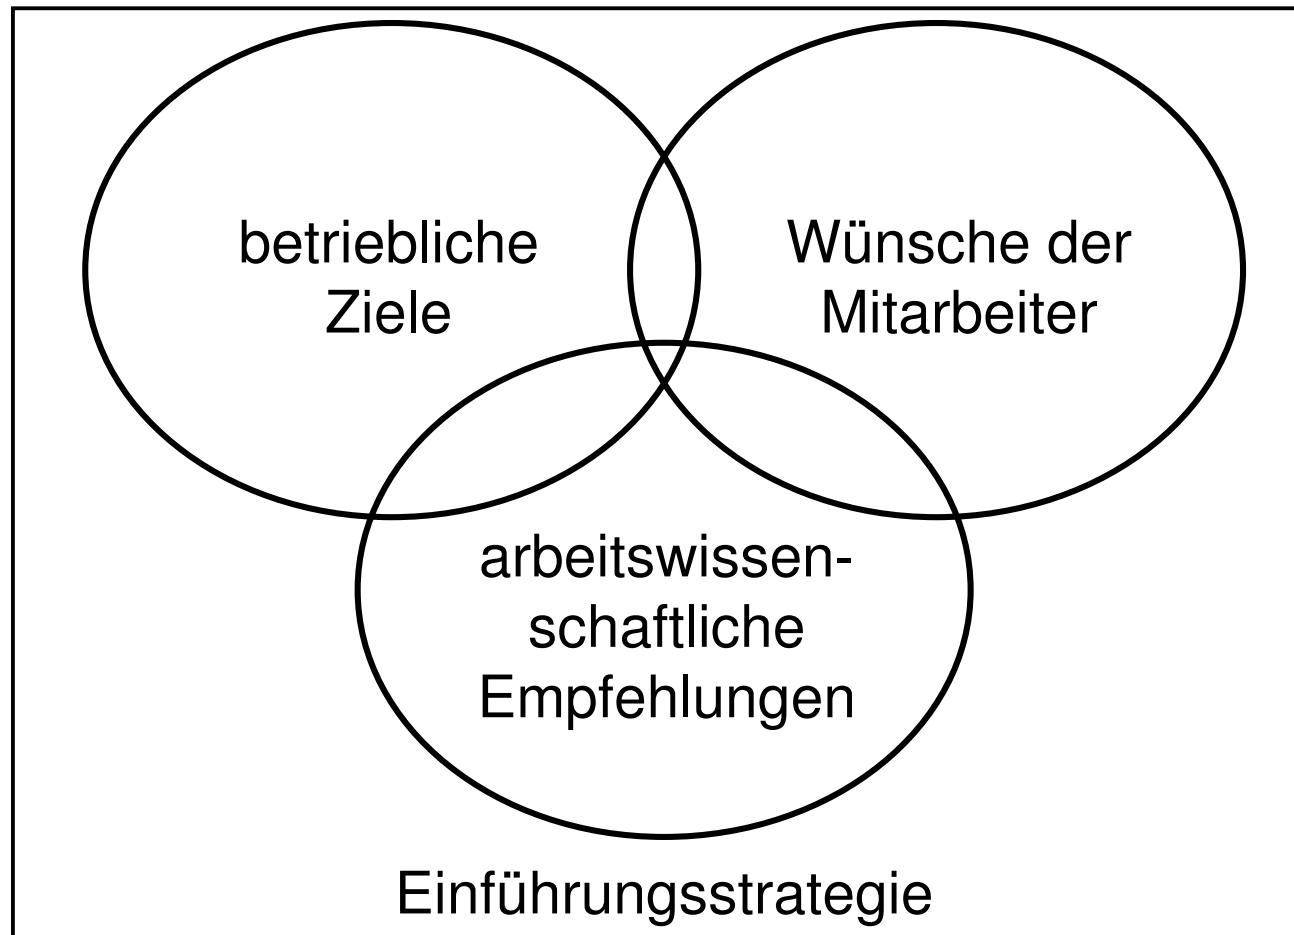 betriebliche
Ziele
Wünsche der
Mitarbeiter
arbeitswissen-
schaftliche
Empfehlungen
Einführungsstrategie